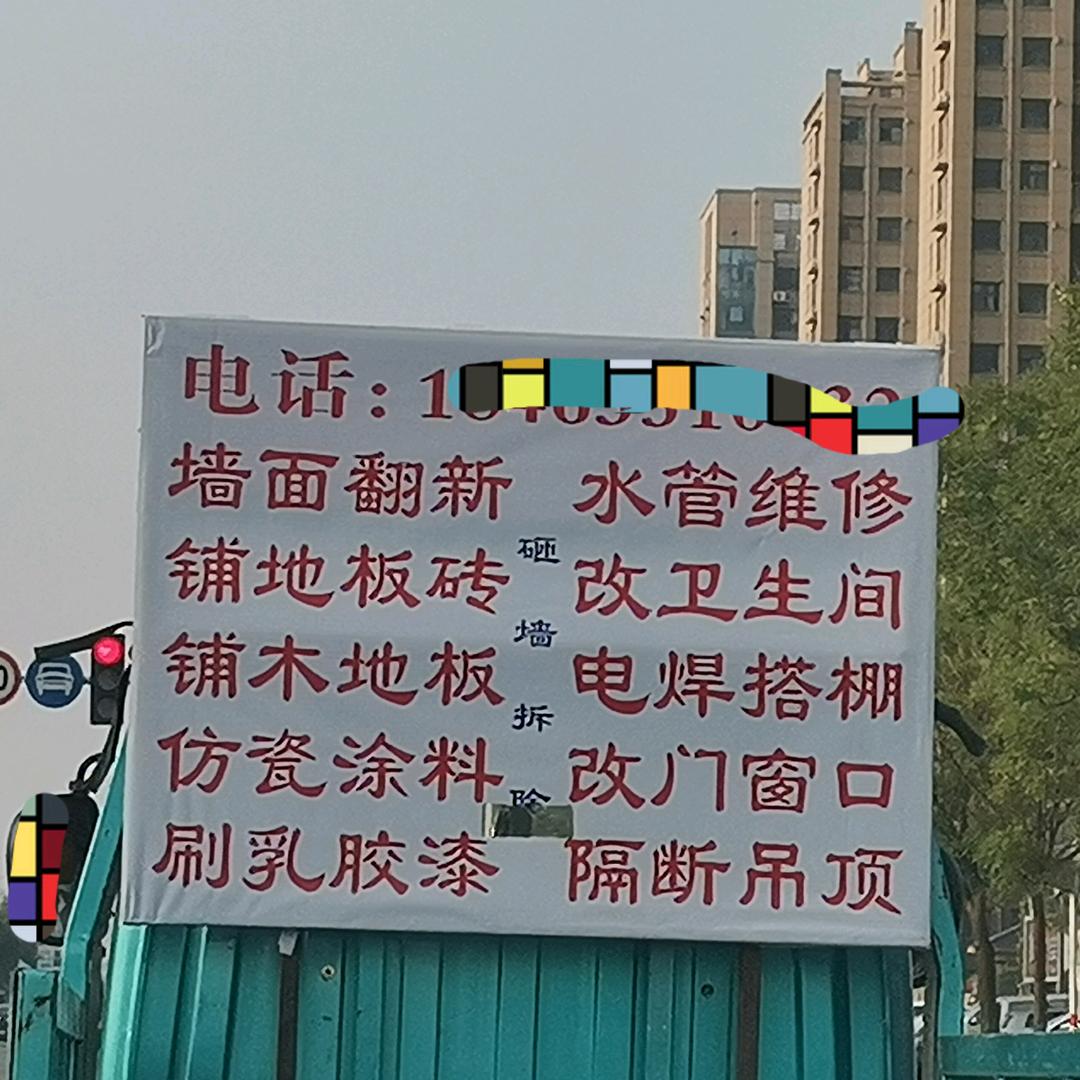 电话：
墙面翻新 水管维修
铺地板砖 改卫生间
铺木地板 电焊搭棚
仿瓷涂料 改门窗口
刷乳胶漆 隔断吊顶
砸墙拆除